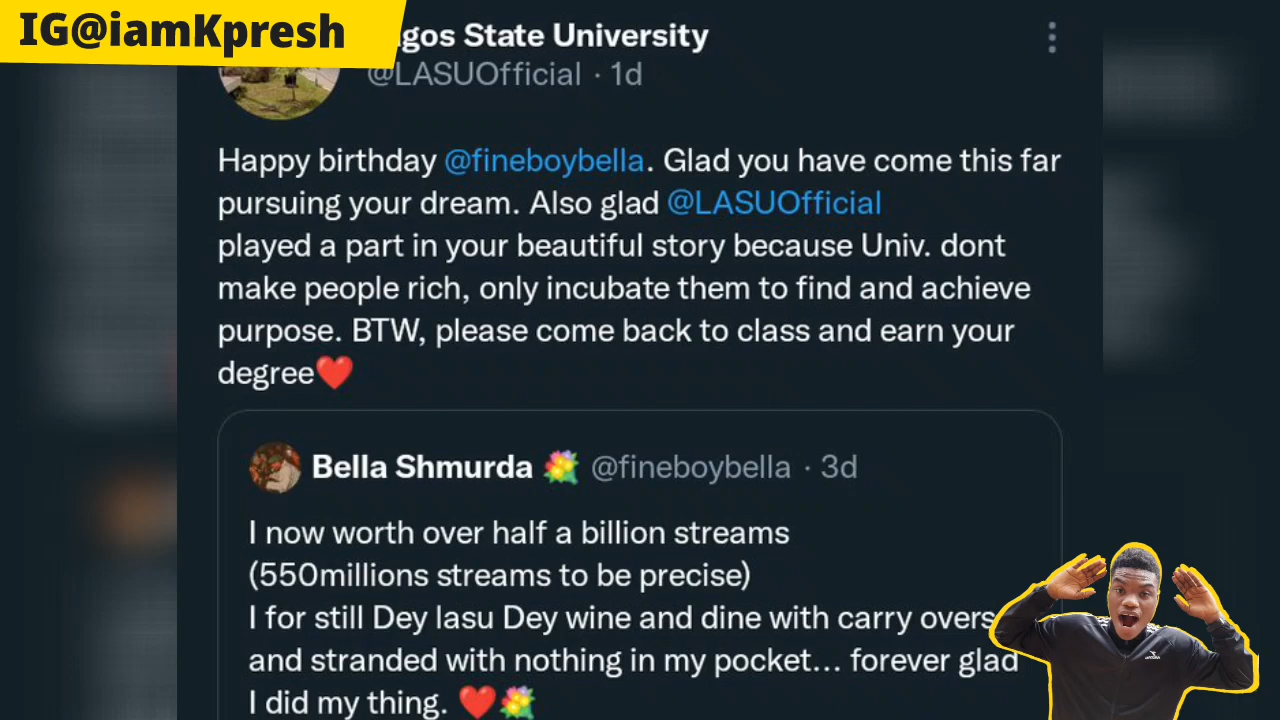 IG@iamKpresh
gos State University
@LASUOfficial · 1d
Happy birthday @fineboybella. Glad you have come this far
pursuing your dream. Also glad @LASUOfficial
played a part in your beautiful story because Univ. dont
make people rich, only incubate them to find and achieve
purpose. BTW, please come back to class and earn your
degree❤️
Bella Shmurda 💐 @fineboybella · 3d
I now worth over half a billion streams
(550millions streams to be precise)
I for still Dey lasu Dey wine and dine with carry overs
and stranded with nothing in my pocket... forever glad
I did my thing. ❤️💐